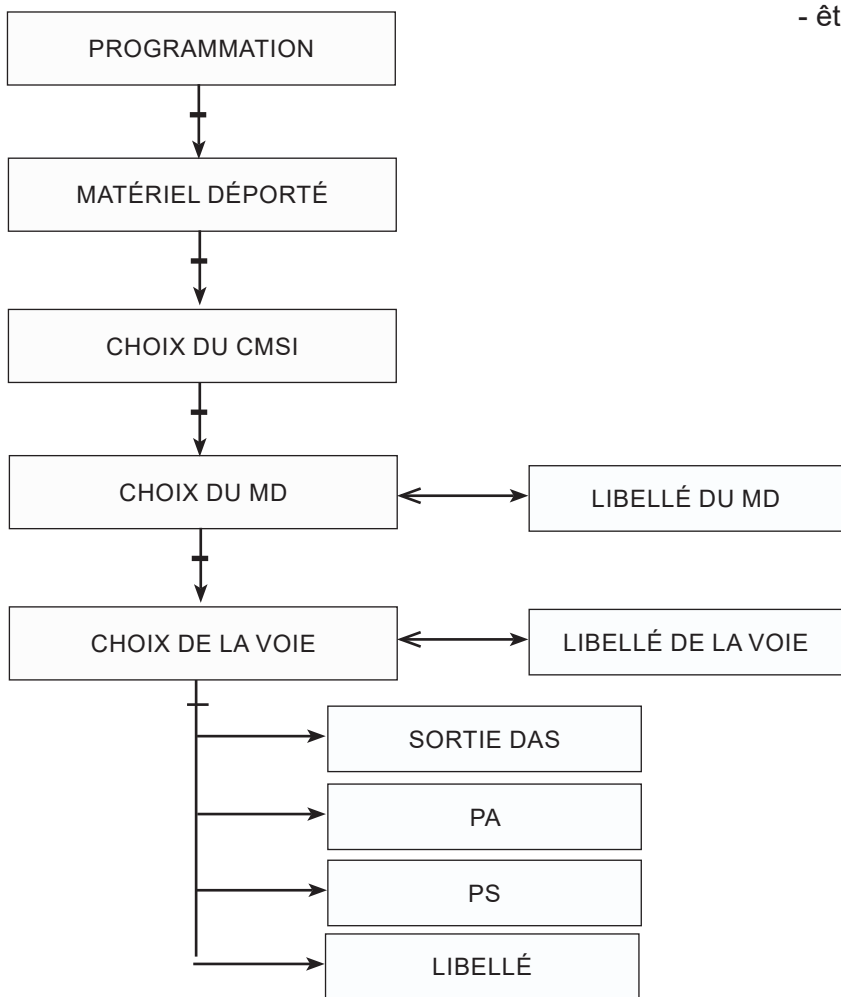 - êt
PROGRAMMATION
MATÉRIEL DÉPORTÉ
CHOIX DU CMSI
CHOIX DU MD
LIBELLÉ DU MD
CHOIX DE LA VOIE
LIBELLÉ DE LA VOIE
SORTIE DAS
PA
PS
LIBELLÉ